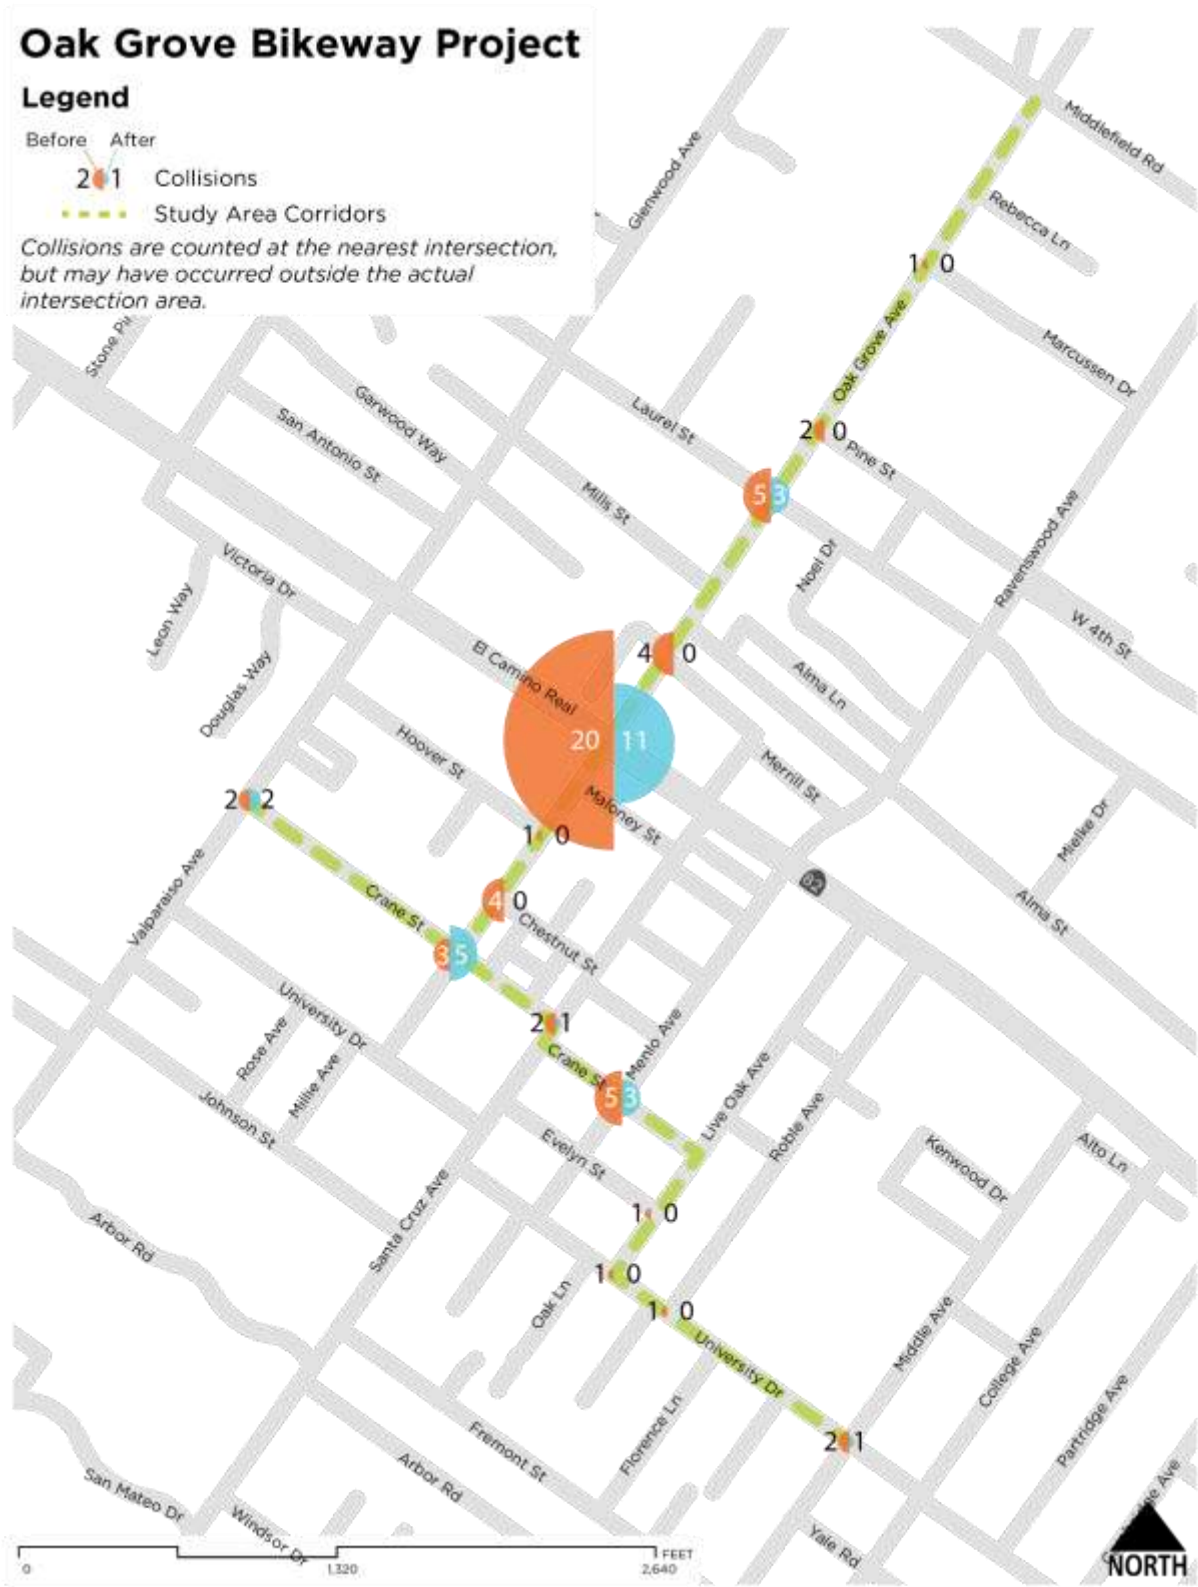 Oak Grove Bikeway Project
Legend
Before After
2 1 Collisions
Study Area Corridors
Collisions are counted at the nearest intersection,
but may have occurred outside the actual
intersection area.
Middlefield Rd
Glenwood Ave
Rebecca Ln
1 0
Marcussen Dr
Oak Grove Ave
Garwood Way
Laurel St
San Antonio St
2 0
Pine St
Mills St
5 3
Noel Dr
Ravenswood Ave
Victoria Dr
Leon Way
W 4th St
Douglas Way
El Camino Real
4 0
Alma Ln
20 11
Hoover St
Merrill St
Maloney St
2 2
1 0
Mielke Dr
82
Valparaiso Ave
Crane St
4 0
Alma St
Chestnut St
3 5
University Dr
2 1
Menlo Ave
Rose Ave
Millie Ave
Crane St
Live Oak Ave
5 3
Johnson St
Roble Ave
Evelyn St
Kenwood Dr
Alto Ln
Santa Cruz Ave
1 0
Arbor Rd
1 0
Oak Ln
1 0
University Dr
Middle Ave
College Ave
Partridge Ave
Florence Ln
2 1
Fremont St
Arbor Rd
San Mateo Dr
Windsor Dr
Yale Rd
0 1,320 2,640 FEET
NORTH